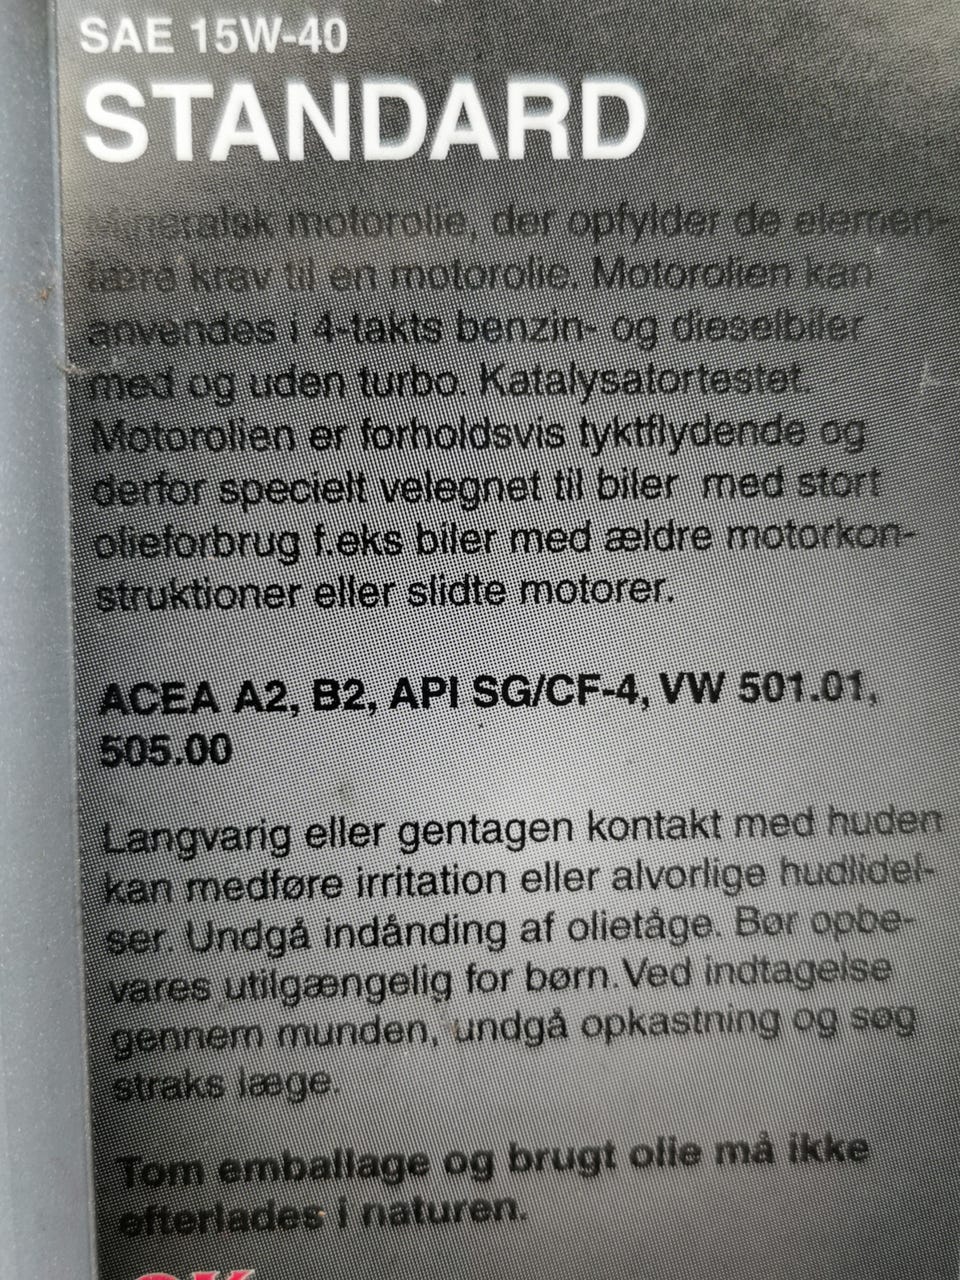 SAE 15W-40
STANDARD
Mineralsk motorolie, der opfylder de elemen-
tære krav til en motorolie. Motorolien kan
anvendes i 4-takts benzin- og dieselbiler
med og uden turbo. Katalysatortestet.
Motorolien er forholdsvis tyktflydende og
derfor specielt velegnet til biler med stort
olieforbrug f.eks biler med ældre motorkon-
struktioner eller slidte motorer.
ACEA A2, B2, API SG/CF-4, VW 501.01,
505.00
Langvarig eller gentagen kontakt med huden
kan medføre irritation eller alvorlige hudlidel-
ser. Undgå indånding af olietåge. Bør opbe-
vares utilgængelig for børn. Ved indtagelse
gennem munden, undgå opkastning og søg
straks læge.
Tom emballage og brugt olie må ikke
efterlades i naturen.
OK